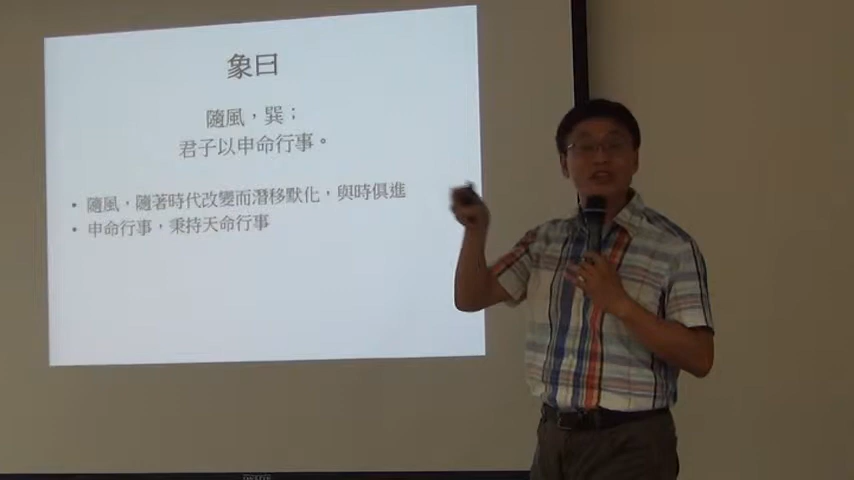 象曰
隨風，巽；
君子以申命行事。
• 隨風，隨著時代改變而潛移默化，與時俱進
• 申命行事，秉持天命行事